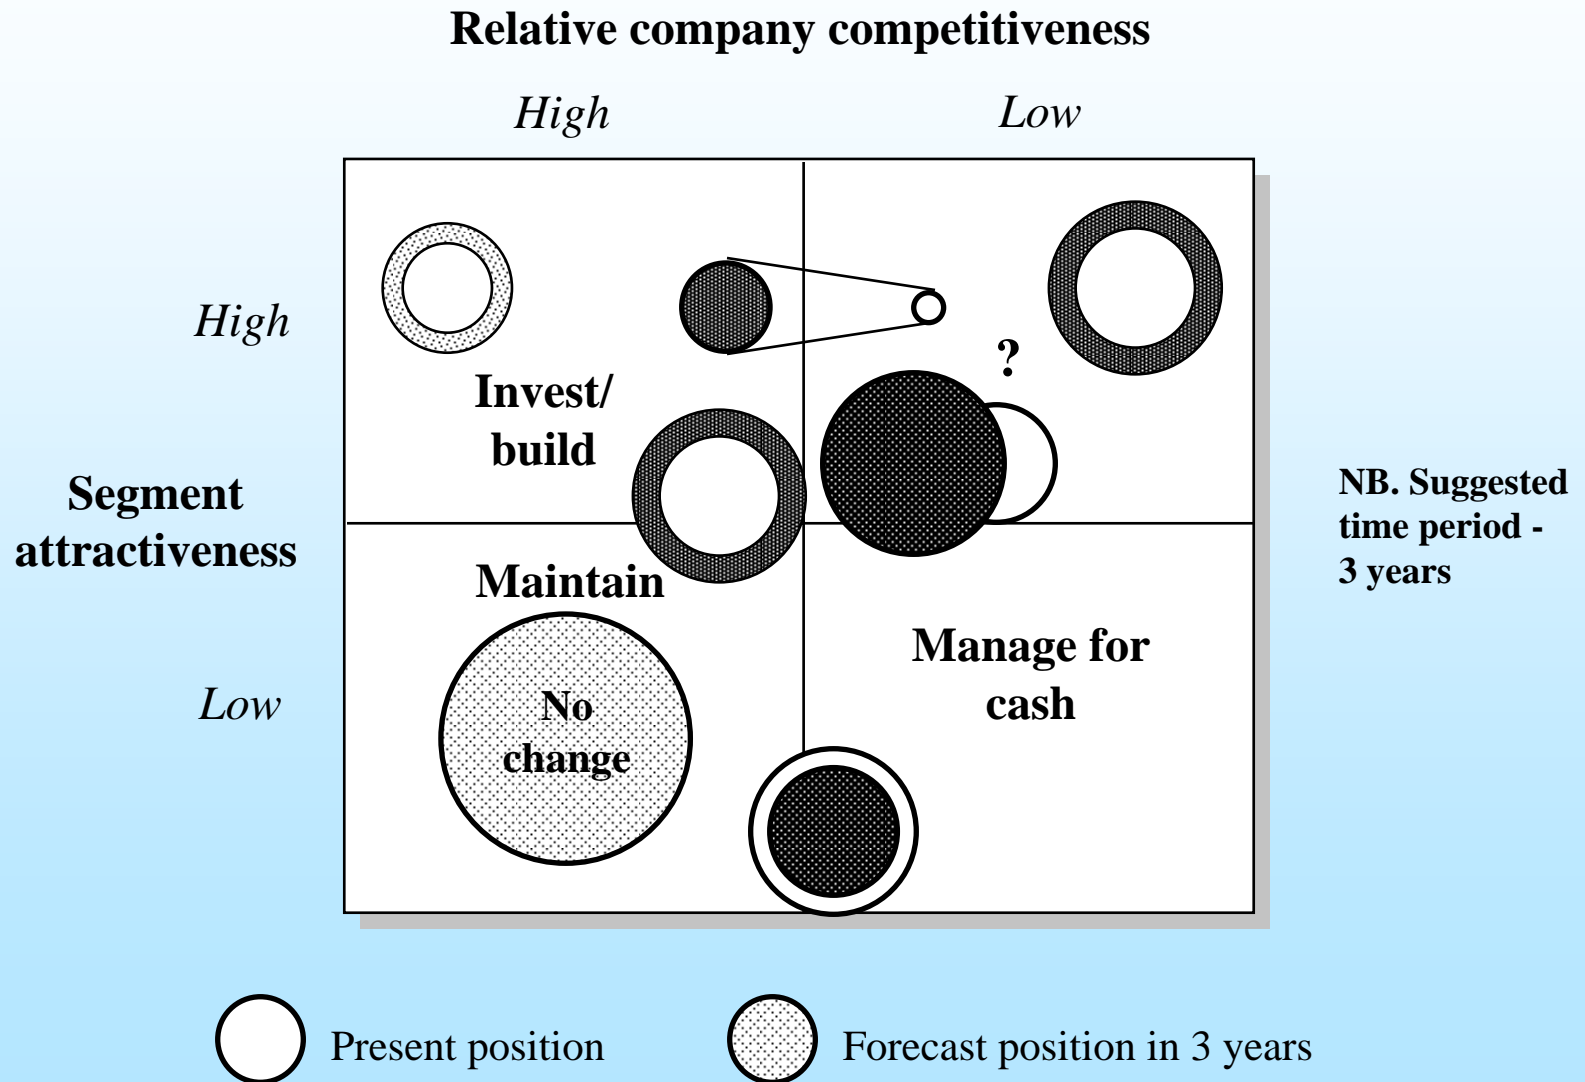 Relative company competitiveness
High
Low
High
?
Invest/
build
Segment
attractiveness
NB. Suggested
time period -
3 years
Maintain
Manage for
cash
Low
No
change
Present position
Forecast position in 3 years